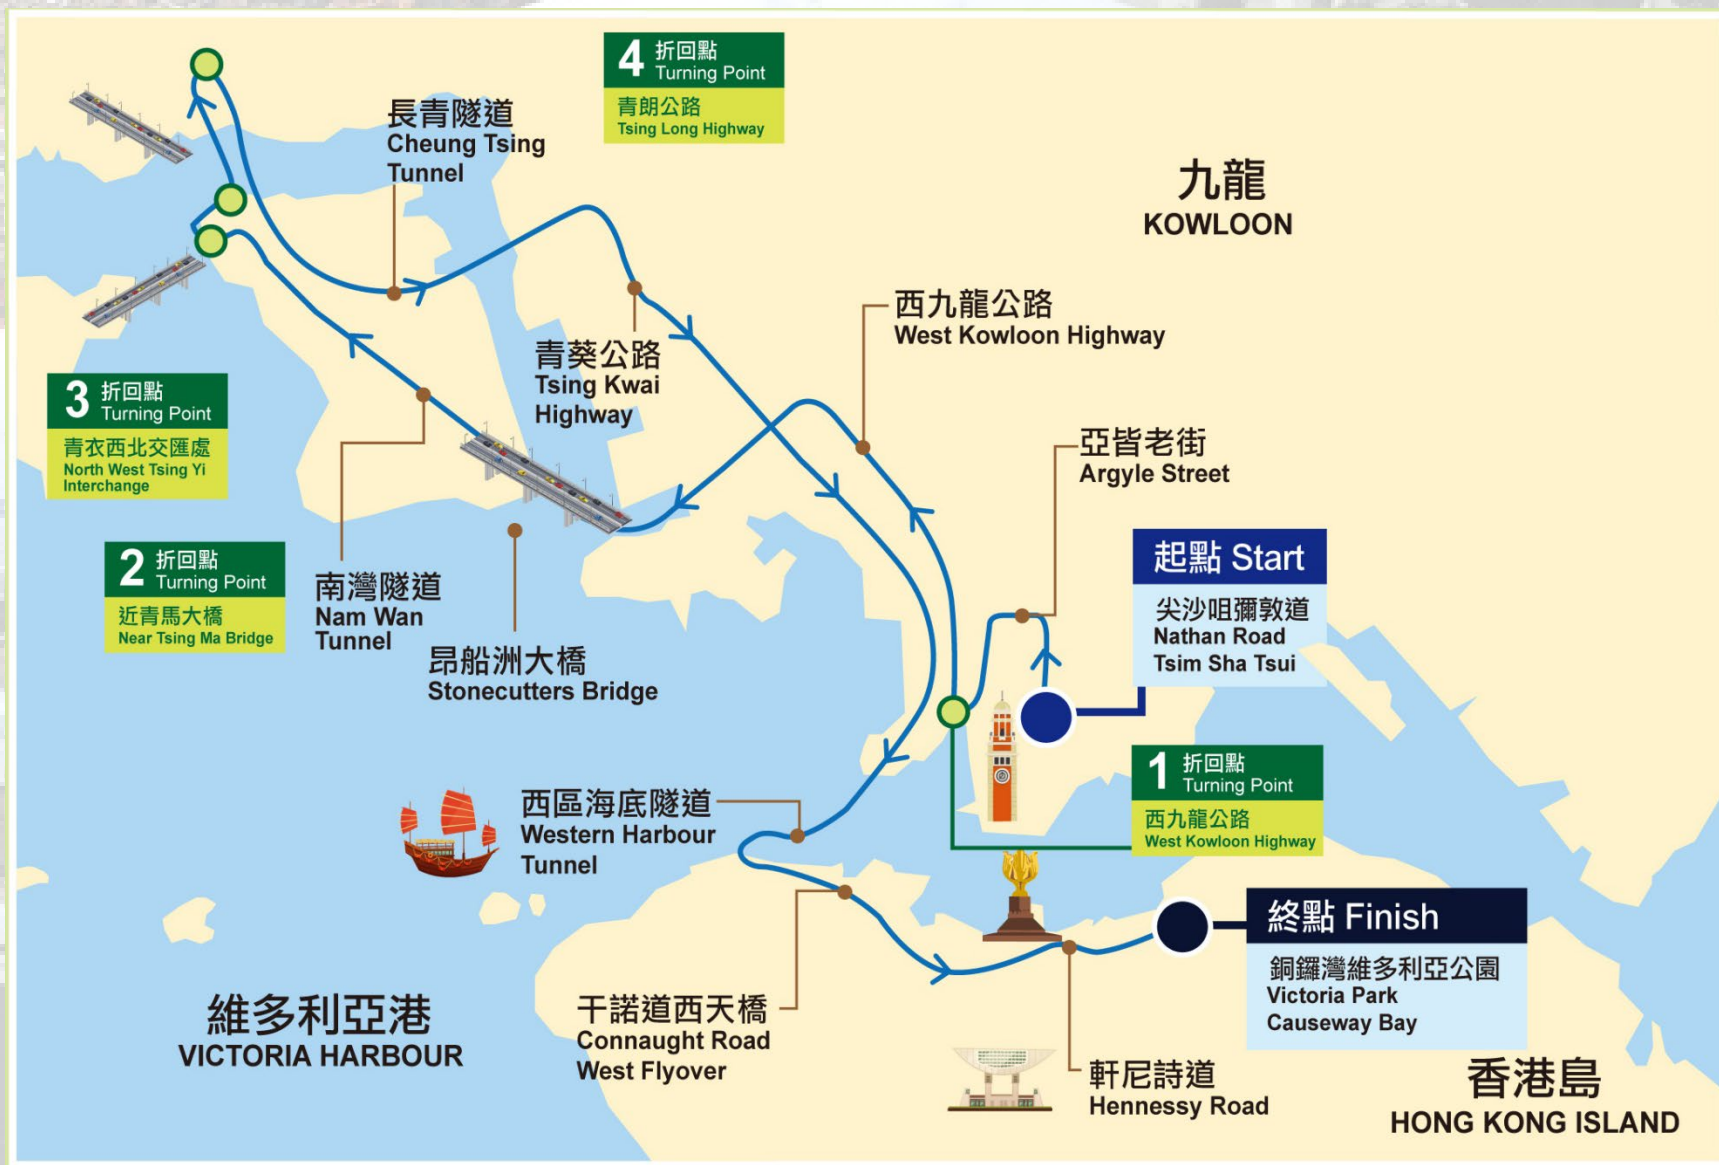 4
折回點
Turning Point
青朗公路
Tsing Long Highway
長青隧道
Cheung Tsing
Tunnel
九龍
KOWLOON
西九龍公路
West Kowloon Highway
青葵公路
Tsing Kwai
Highway
3
折回點
Turning Point
青衣西北交匯處
North West Tsing Yi
Interchange
亞皆老街
Argyle Street
2
折回點
Turning Point
近青馬大橋
Near Tsing Ma Bridge
南灣隧道
Nam Wan
Tunnel
昂船洲大橋
Stonecutters Bridge
起點 Start
尖沙咀彌敦道
Nathan Road
Tsim Sha Tsui
1
折回點
Turning Point
西九龍公路
West Kowloon Highway
西區海底隧道
Western Harbour
Tunnel
終點 Finish
銅鑼灣維多利亞公園
Victoria Park
Causeway Bay
維多利亞港
VICTORIA HARBOUR
干諾道西天橋
Connaught Road
West Flyover
軒尼詩道
Hennessy Road
香港島
HONG KONG ISLAND